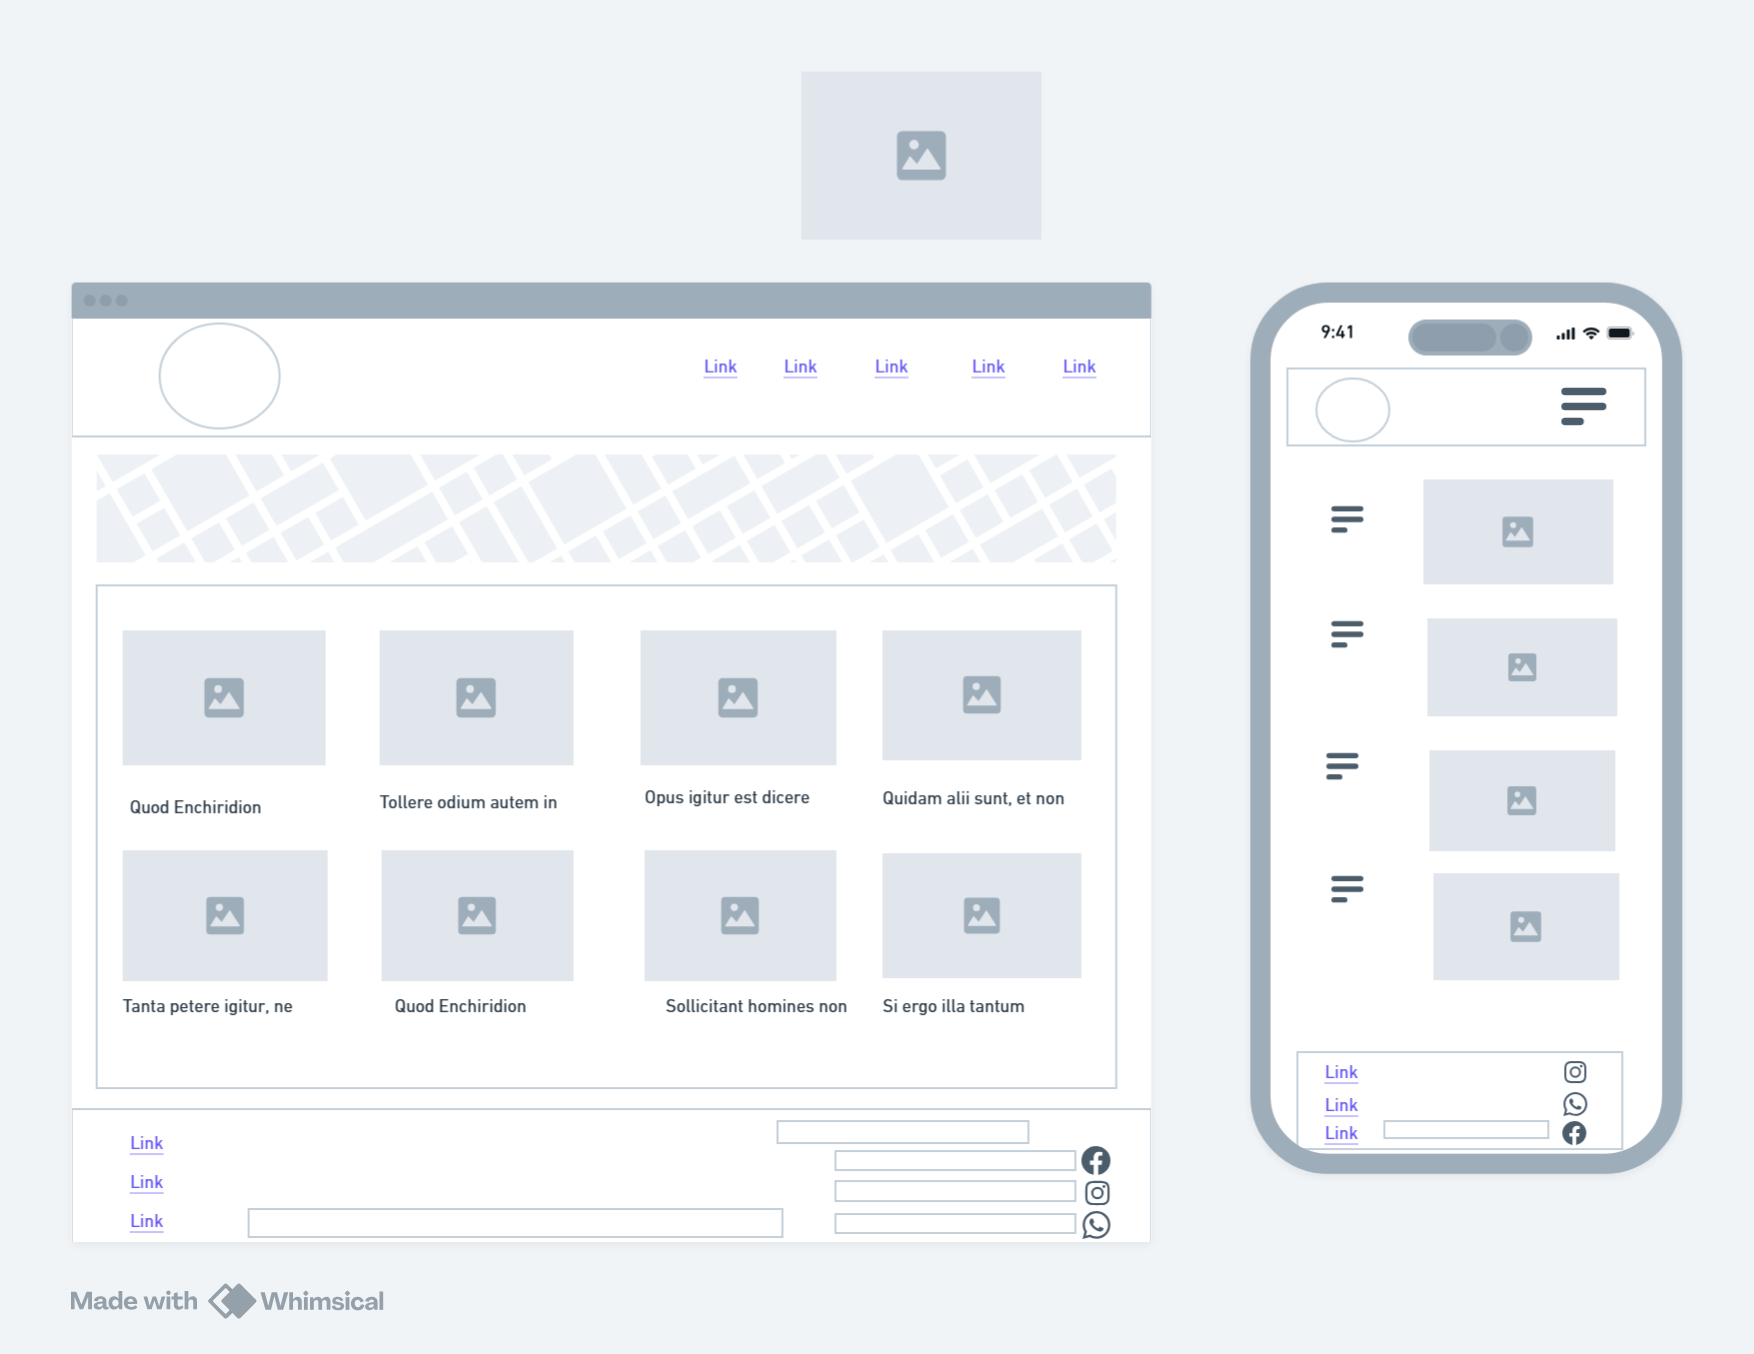 Link Link Link Link Link
Quod Enchiridion
Tollere odium autem in
Opus igitur est dicere
Quidam alii sunt, et non
Tanta petere igitur, ne
Quod Enchiridion
Sollicitant homines non
Si ergo illa tantum
Link
Link
Link
9:41
Link
Link
Link
Made with Whimsical